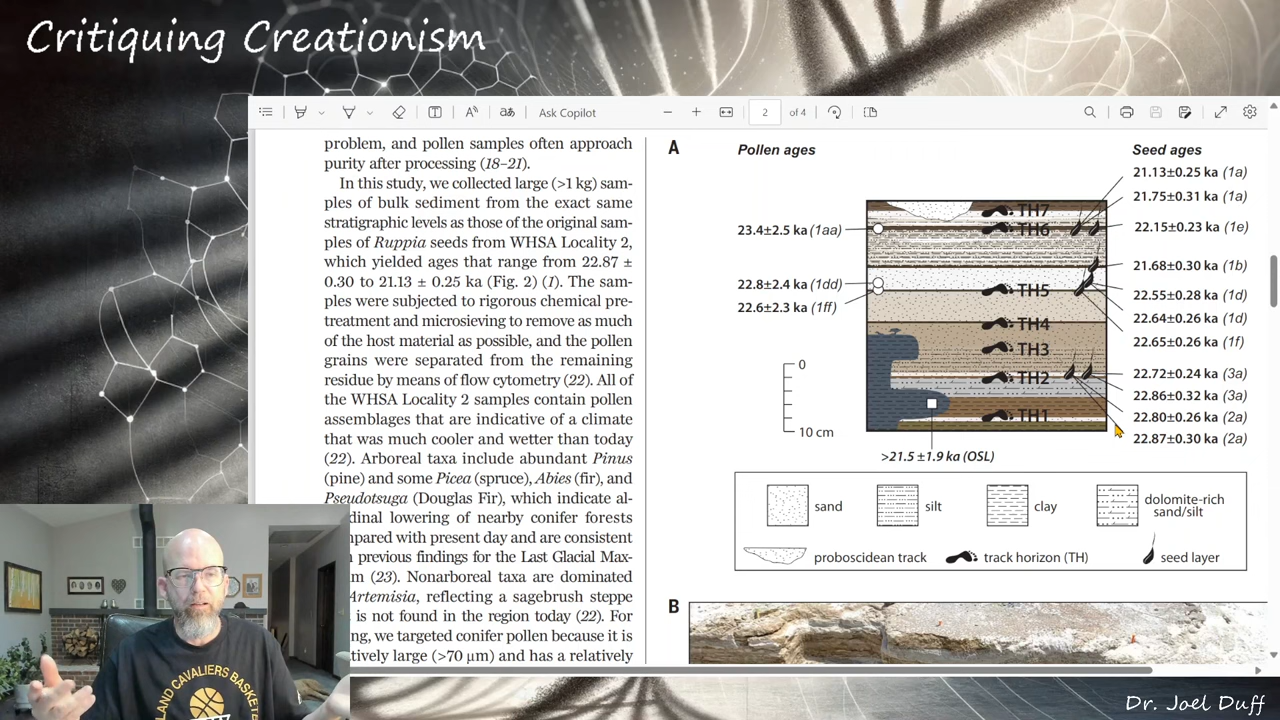 Critiquing Creationism
Ask Copilot
2
of 4
problem, and pollen samples often approach
purity after processing (18–21).
In this study, we collected large (>1 kg) sam-
ples of bulk sediment from the exact same
stratigraphic levels as those of the original sam-
ples of Ruppia seeds from WHSA Locality 2,
which yielded ages that range from 22.87 ±
0.30 to 21.13 ± 0.25 ka (Fig. 2) (1). The sam-
ples were subjected to rigorous chemical pre-
treatment and microsieving to remove as much
of the host material as possible, and the pollen
grains were separated from the remaining
residue by means of flow cytometry (22). All of
the WHSA Locality 2 samples contain pollen
assemblages that are indicative of a climate
that was much cooler and wetter than today
(22). Arboreal taxa include abundant Pinus
(pine) and some Picea (spruce), Abies (fir), and
Pseudotsuga (Douglas Fir), which indicate al-
dinal lowering of nearby conifer forests
mpared with present day and are consistent
previous findings for the Last Glacial Max-
m (23). Nonarboreal taxa are dominated
Artemisia, reflecting a sagebrush steppe
is not found in the region today (22). For
ng, we targeted conifer pollen because it is
tively large (>70 µm) and has a relatively
A
Pollen ages
Seed ages
21.13±0.25 ka (1a)
21.75±0.31 ka (1a)
TH7
23.4±2.5 ka (1aa)
TH6
22.15±0.23 ka (1e)
21.68±0.30 ka (1b)
22.8±2.4 ka (1dd)
TH5
22.55±0.28 ka (1d)
22.6±2.3 ka (1ff)
22.64±0.26 ka (1d)
TH4
22.65±0.26 ka (1f)
TH3
0
TH2
22.72±0.24 ka (3a)
22.86±0.32 ka (3a)
TH1
22.80±0.26 ka (2a)
10 cm
22.87±0.30 ka (2a)
>21.5 ±1.9 ka (OSL)
sand
silt
clay
dolomite-rich
sand/silt
proboscidean track
track horizon (TH)
seed layer
B
LAND CAVALIERS BASKE
Dr. Joel Duff